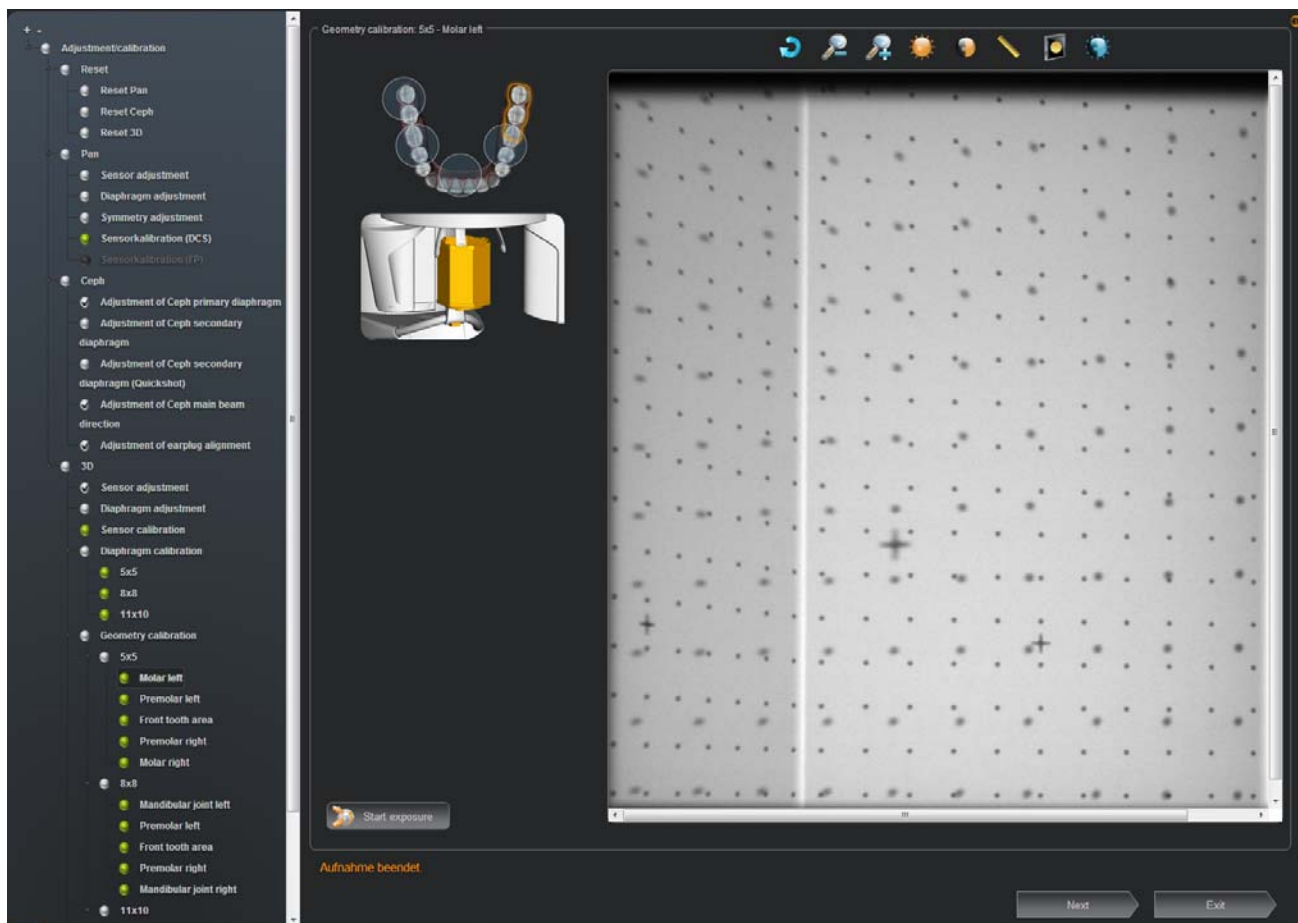 Adjustment/calibration
Reset
Reset Pan
Reset Ceph
Reset 3D
Pan
Sensor adjustment
Diaphragm adjustment
Symmetry adjustment
Sensorkalibration (DCS)
Sensorkalibration (FP)
Ceph
Adjustment of Ceph primary diaphragm
Adjustment of Ceph secondary
diaphragm
Adjustment of Ceph secondary
diaphragm (Quickshot)
Adjustment of Ceph main beam
direction
Adjustment of earplug alignment
3D
Sensor adjustment
Diaphragm adjustment
Sensor calibration
Diaphragm calibration
5x5
8x8
11x10
Geometry calibration
5x5
Molar left
Premolar left
Front tooth area
Premolar right
Molar right
8x8
Mandibular joint left
Premolar left
Front tooth area
Premolar right
Mandibular joint right
11x10
Geometry calibration: 5x5 - Molar left
Start exposure
Aufnahme beendet.
Next
Exit